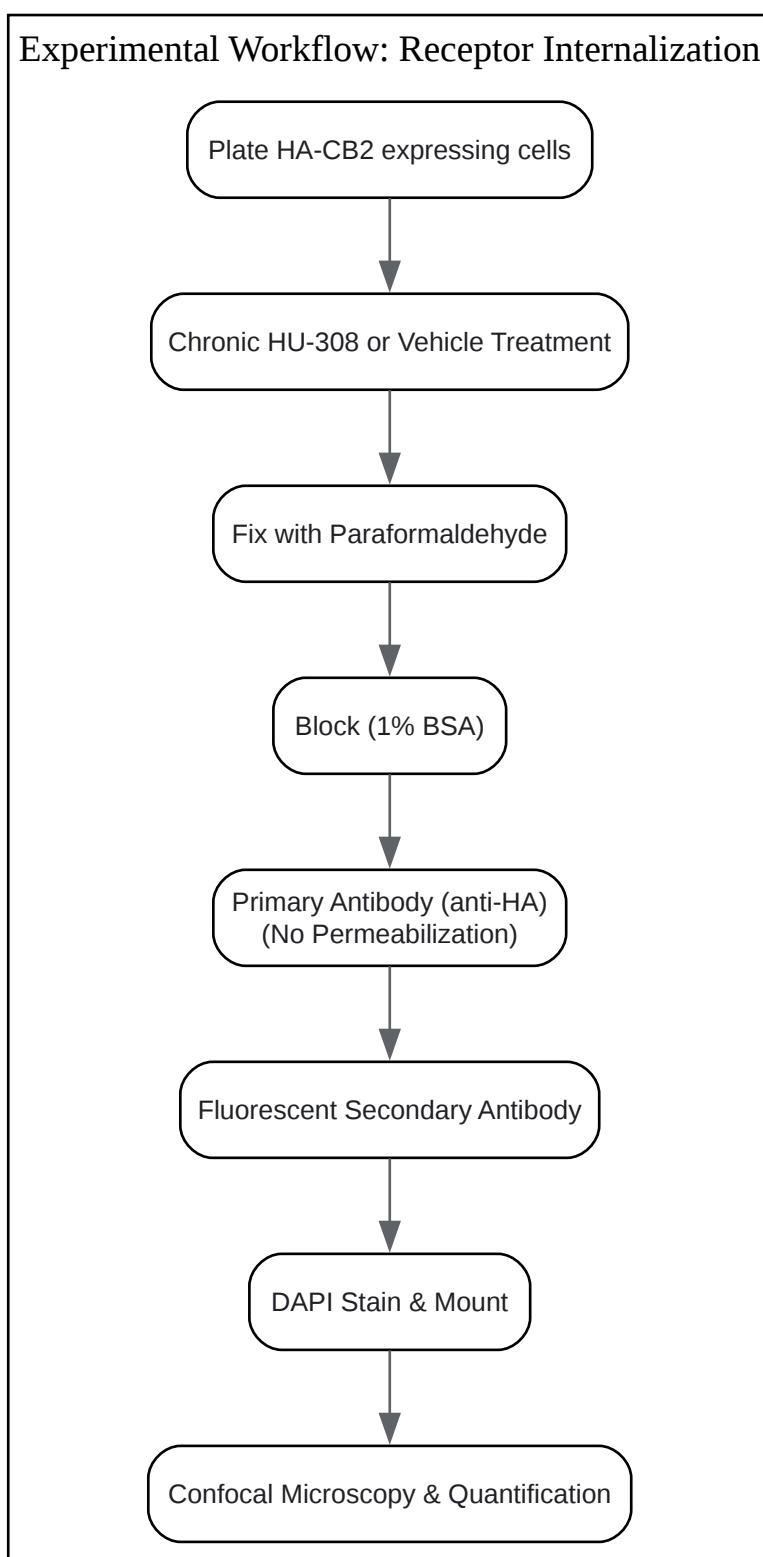 Experimental Workflow: Receptor Internalization
Plate HA-CB2 expressing cells
Chronic HU-308 or Vehicle Treatment
Fix with Paraformaldehyde
Block (1% BSA)
Primary Antibody (anti-HA)
(No Permeabilization)
Fluorescent Secondary Antibody
DAPI Stain & Mount
Confocal Microscopy & Quantification